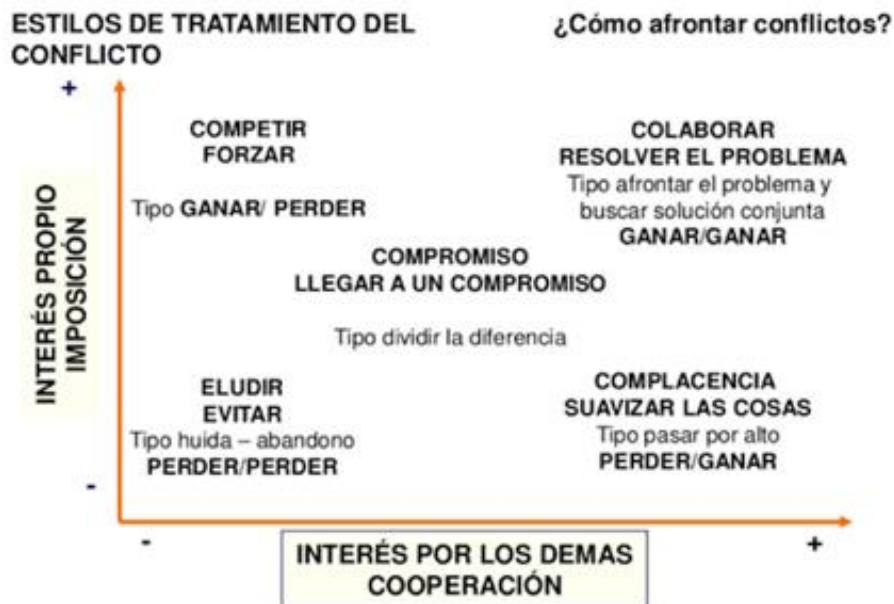 ESTILOS DE TRATAMIENTO DEL
CONFLICTO
¿Cómo afrontar conflictos?
+
COMPETIR
FORZAR
Tipo GANAR/ PERDER
COLABORAR
RESOLVER EL PROBLEMA
Tipo afrontar el problema y
buscar solución conjunta
GANAR/GANAR
INTERÉS PROPIO
IMPOSICIÓN
COMPROMISO
LLEGAR A UN COMPROMISO
Tipo dividir la diferencia
ELUDIR
EVITAR
Tipo huida – abandono
PERDER/PERDER
COMPLACENCIA
SUAVIZAR LAS COSAS
Tipo pasar por alto
PERDER/GANAR
-
-
+
INTERÉS POR LOS DEMAS
COOPERACIÓN